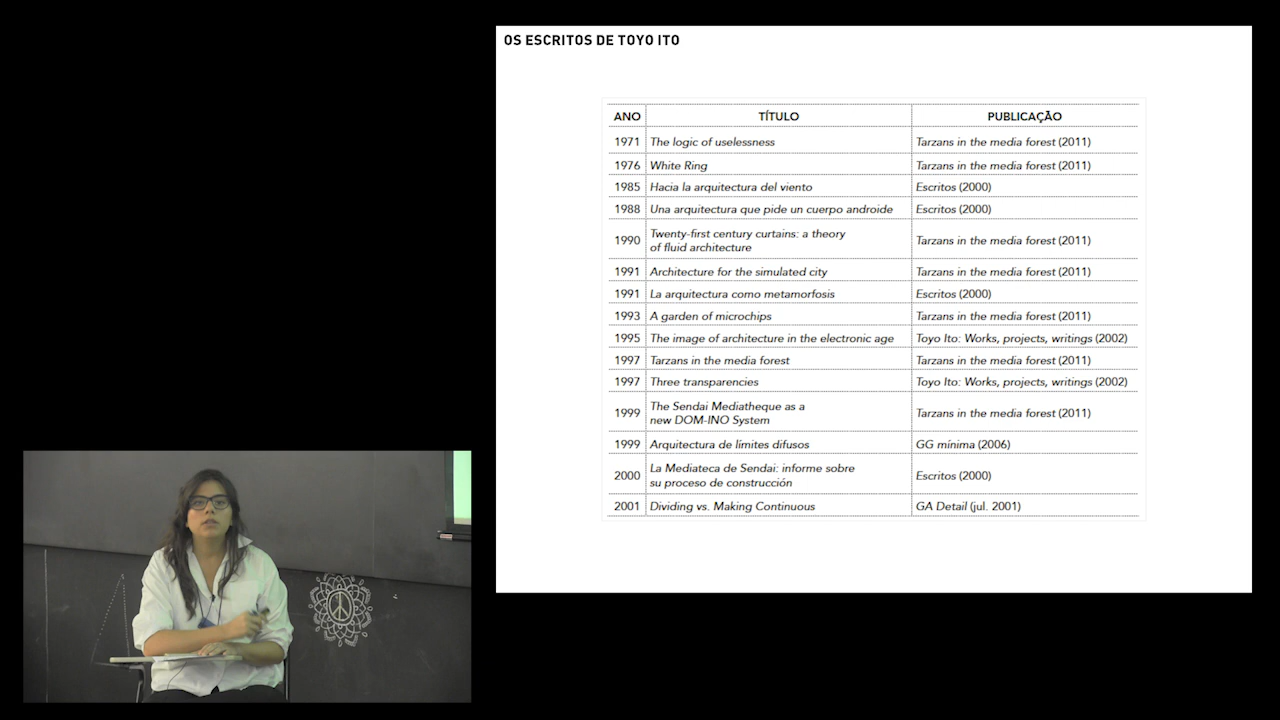 OS ESCRITOS DE TOYO ITO
ANO TÍTULO PUBLICAÇÃO
1971 The logic of uselessness Tarzans in the media forest (2011)
1976 White Ring Tarzans in the media forest (2011)
1985 Hacia la arquitectura del viento Escritos (2000)
1988 Una arquitectura que pide un cuerpo androide Escritos (2000)
1990 Twenty-first century curtains: a theory
of fluid architecture Tarzans in the media forest (2011)
1991 Architecture for the simulated city Tarzans in the media forest (2011)
1991 La arquitectura como metamorfosis Escritos (2000)
1993 A garden of microchips Tarzans in the media forest (2011)
1995 The image of architecture in the electronic age Toyo Ito: Works, projects, writings (2002)
1997 Tarzans in the media forest Tarzans in the media forest (2011)
1997 Three transparencies Toyo Ito: Works, projects, writings (2002)
1999 The Sendai Mediatheque as a
new DOM-INO System Tarzans in the media forest (2011)
1999 Arquitectura de límites difusos GG mínima (2006)
2000 La Mediateca de Sendai: informe sobre
su proceso de construcción Escritos (2000)
2001 Dividing vs. Making Continuous GA Detail (jul. 2001)